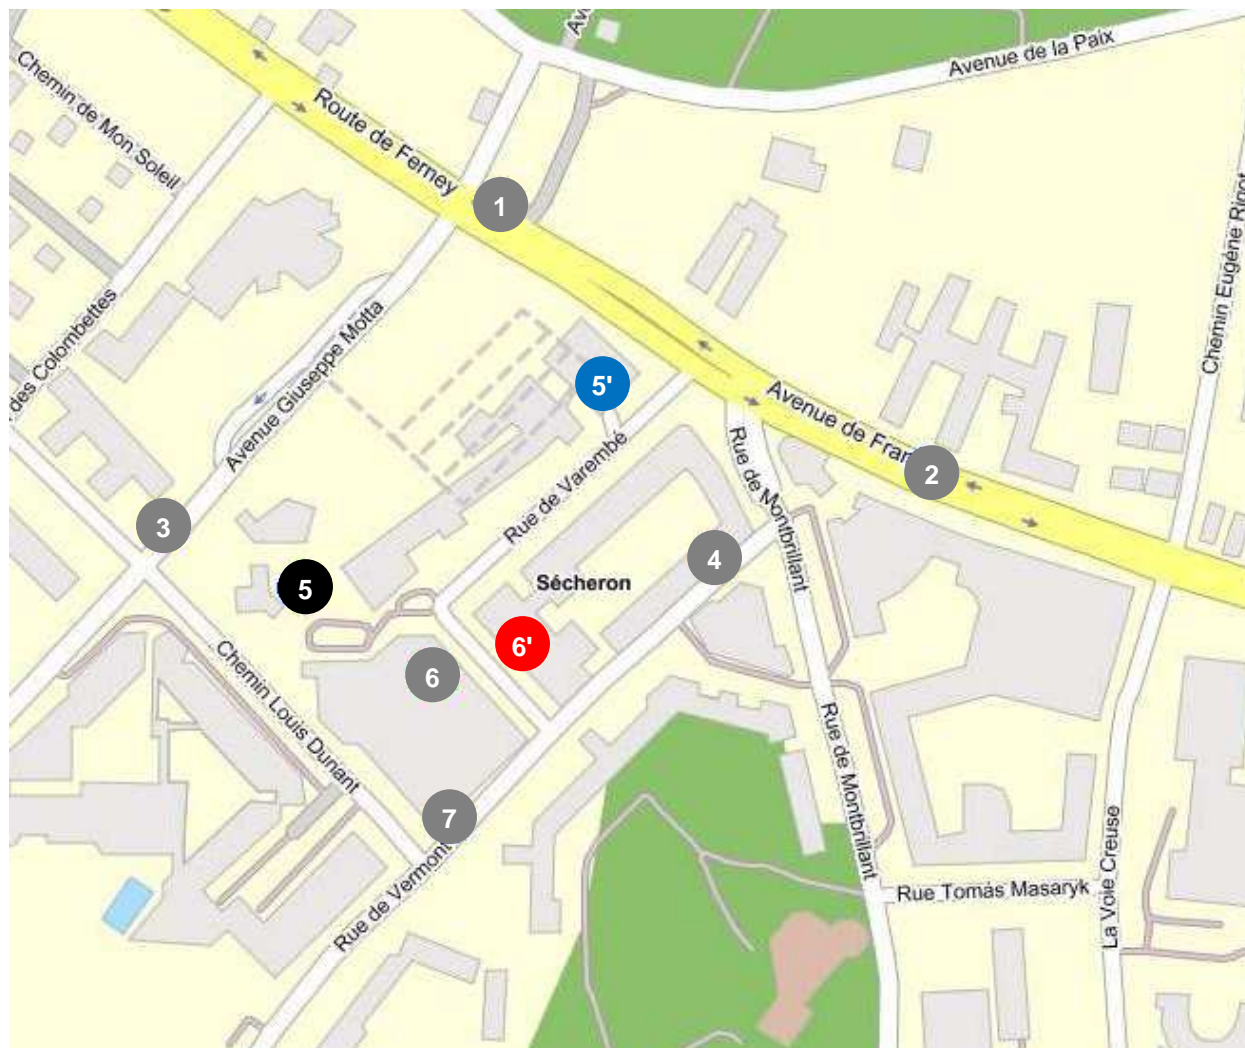 Avenue de la Paix
Chemin de Mon Soleil
Route de Ferney
1
Chemin Eugène Rigot
des Colombettes
Avenue Giuseppe Motta
5'
Avenue de Fran
2
Rue de Varembé
Rue de Montbrillant
3
4
Sécheron
5
6'
6
Chemin Louis Dunant
Rue de Montbrillant
7
Rue de Vermont
Rue Tomás Masaryk
La Voie Creuse